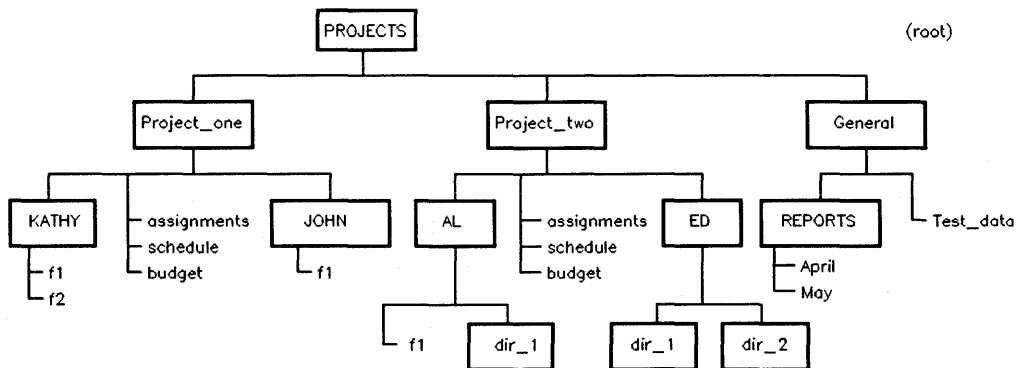 PROJECTS
(root)
Project_one
Project_two
General
KATHY
assignments
schedule
budget
JOHN
AL
assignments
schedule
budget
ED
REPORTS
Test_data
f1
f2
f1
April
May
f1
dir_1
dir_1
dir_2